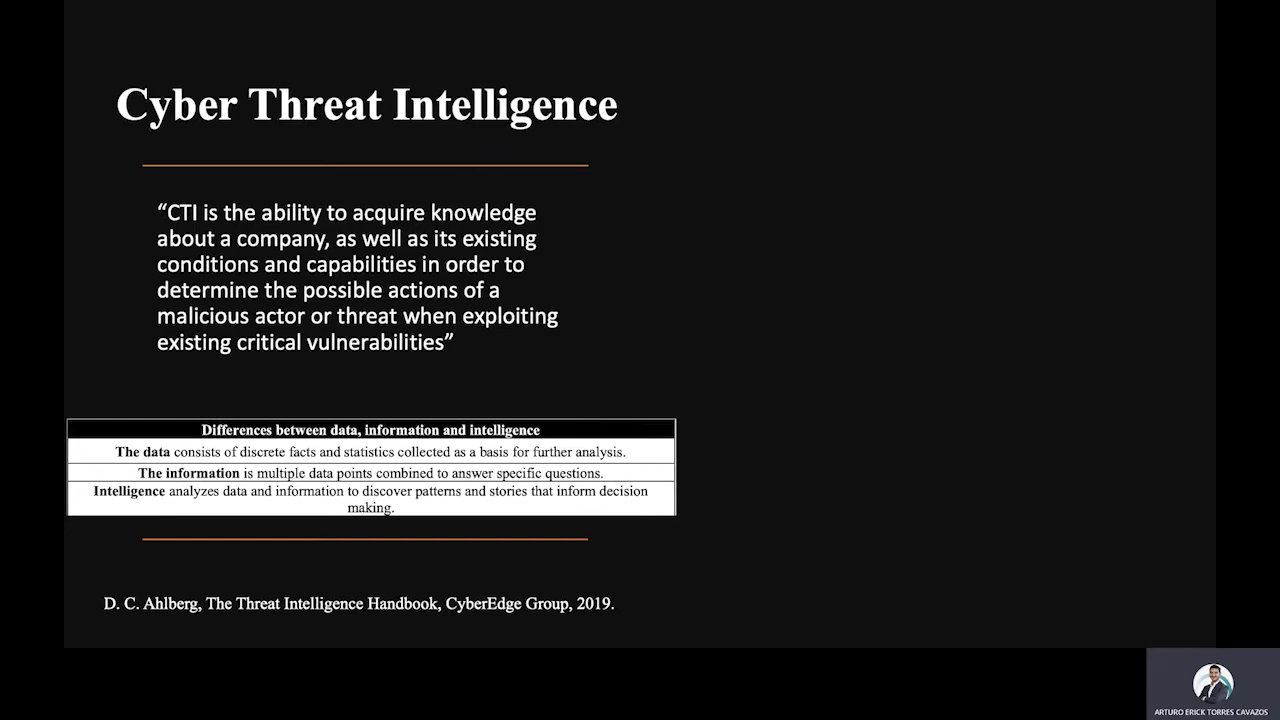 Cyber Threat Intelligence
“CTI is the ability to acquire knowledge
about a company, as well as its existing
conditions and capabilities in order to
determine the possible actions of a
malicious actor or threat when exploiting
existing critical vulnerabilities”
Differences between data, information and intelligence
The data consists of discrete facts and statistics collected as a basis for further analysis.
The information is multiple data points combined to answer specific questions.
Intelligence analyzes data and information to discover patterns and stories that inform decision
making.
D. C. Ahlberg, The Threat Intelligence Handbook, CyberEdge Group, 2019.
ARTURO ERICK TORRES CAVAZOS